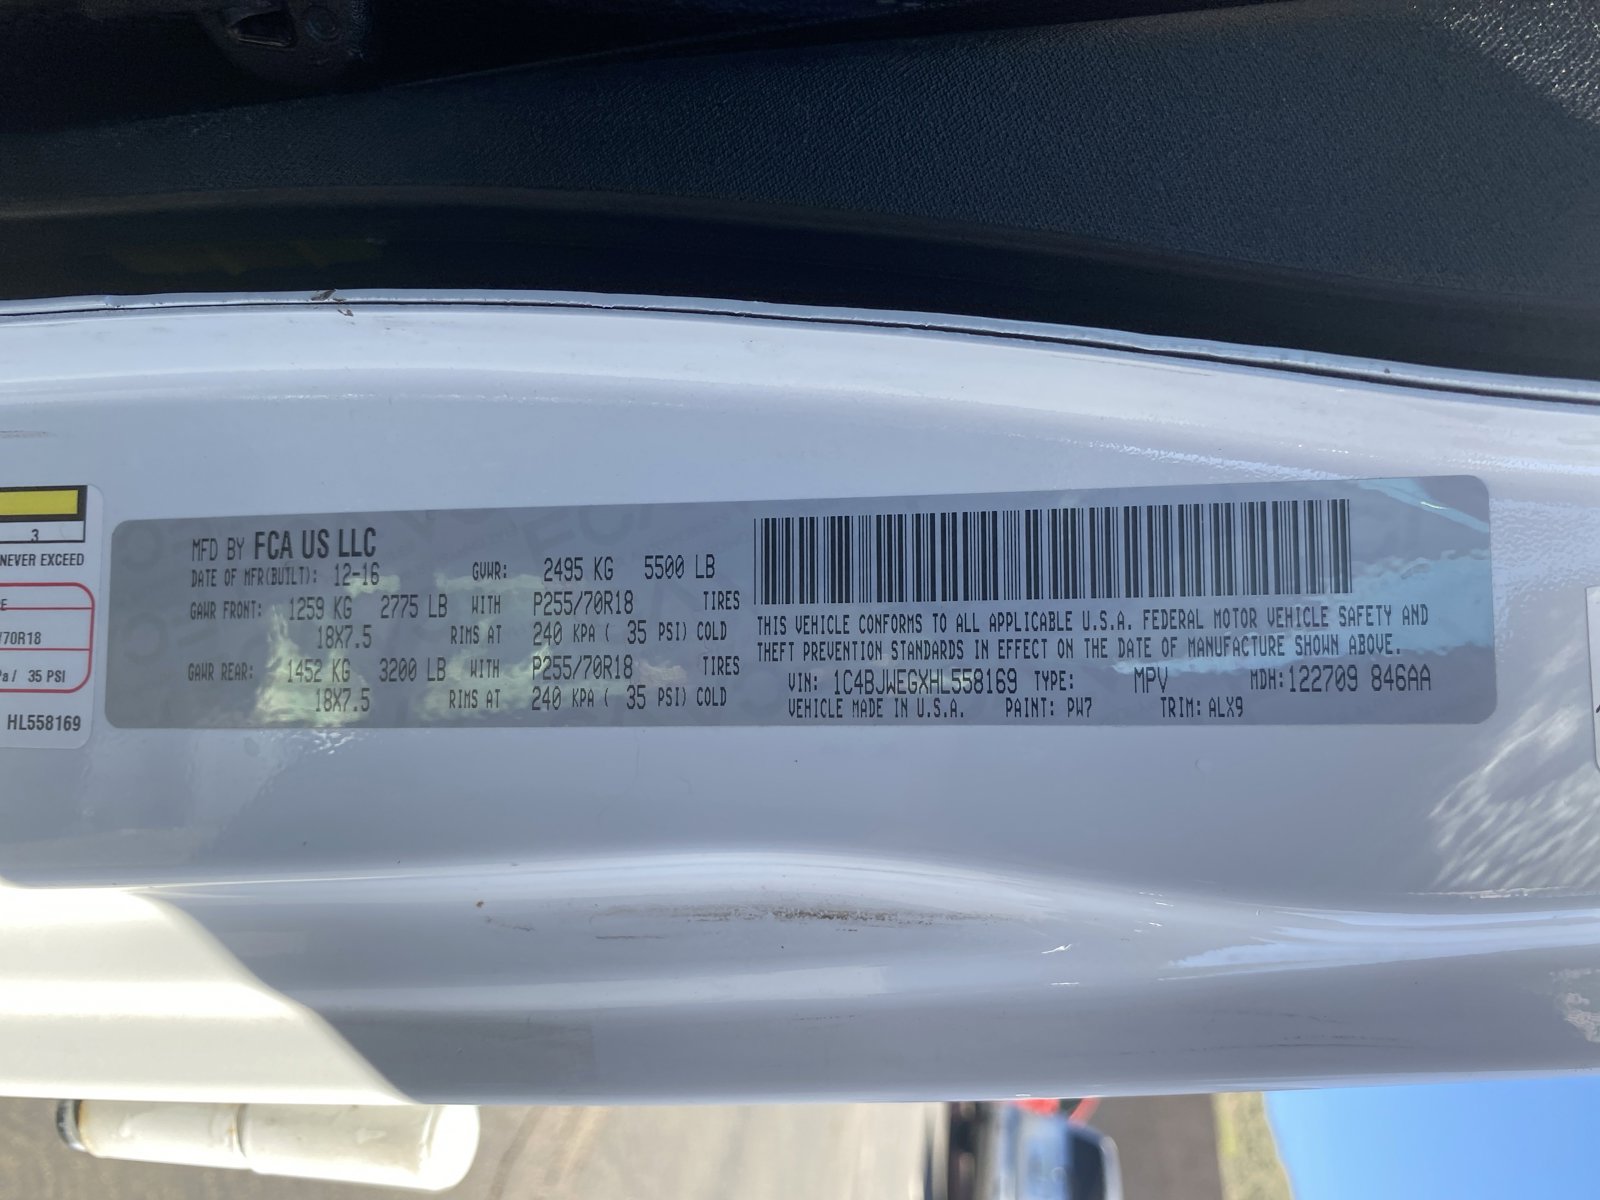 3
NEVER EXCEED
/70R18
Pa / 35 PSI
HL558169
MFD BY FCA US LLC
DATE OF MFR(BUILT): 12-16 GVWR: 2495 KG 5500 LB
GAWR FRONT: 1259 KG 2775 LB WITH P255/70R18 TIRES
18X7.5 RIMS AT 240 KPA ( 35 PSI) COLD
GAWR REAR: 1452 KG 3200 LB WITH P255/70R18 TIRES
18X7.5 RIMS AT 240 KPA ( 35 PSI) COLD
THIS VEHICLE CONFORMS TO ALL APPLICABLE U.S.A. FEDERAL MOTOR VEHICLE SAFETY AND
THEFT PREVENTION STANDARDS IN EFFECT ON THE DATE OF MANUFACTURE SHOWN ABOVE.
VIN: 1C4BJWEGXHL558169 TYPE: MPV MDH: 122709 846AA
VEHICLE MADE IN U.S.A. PAINT: PW7 TRIM: ALX9